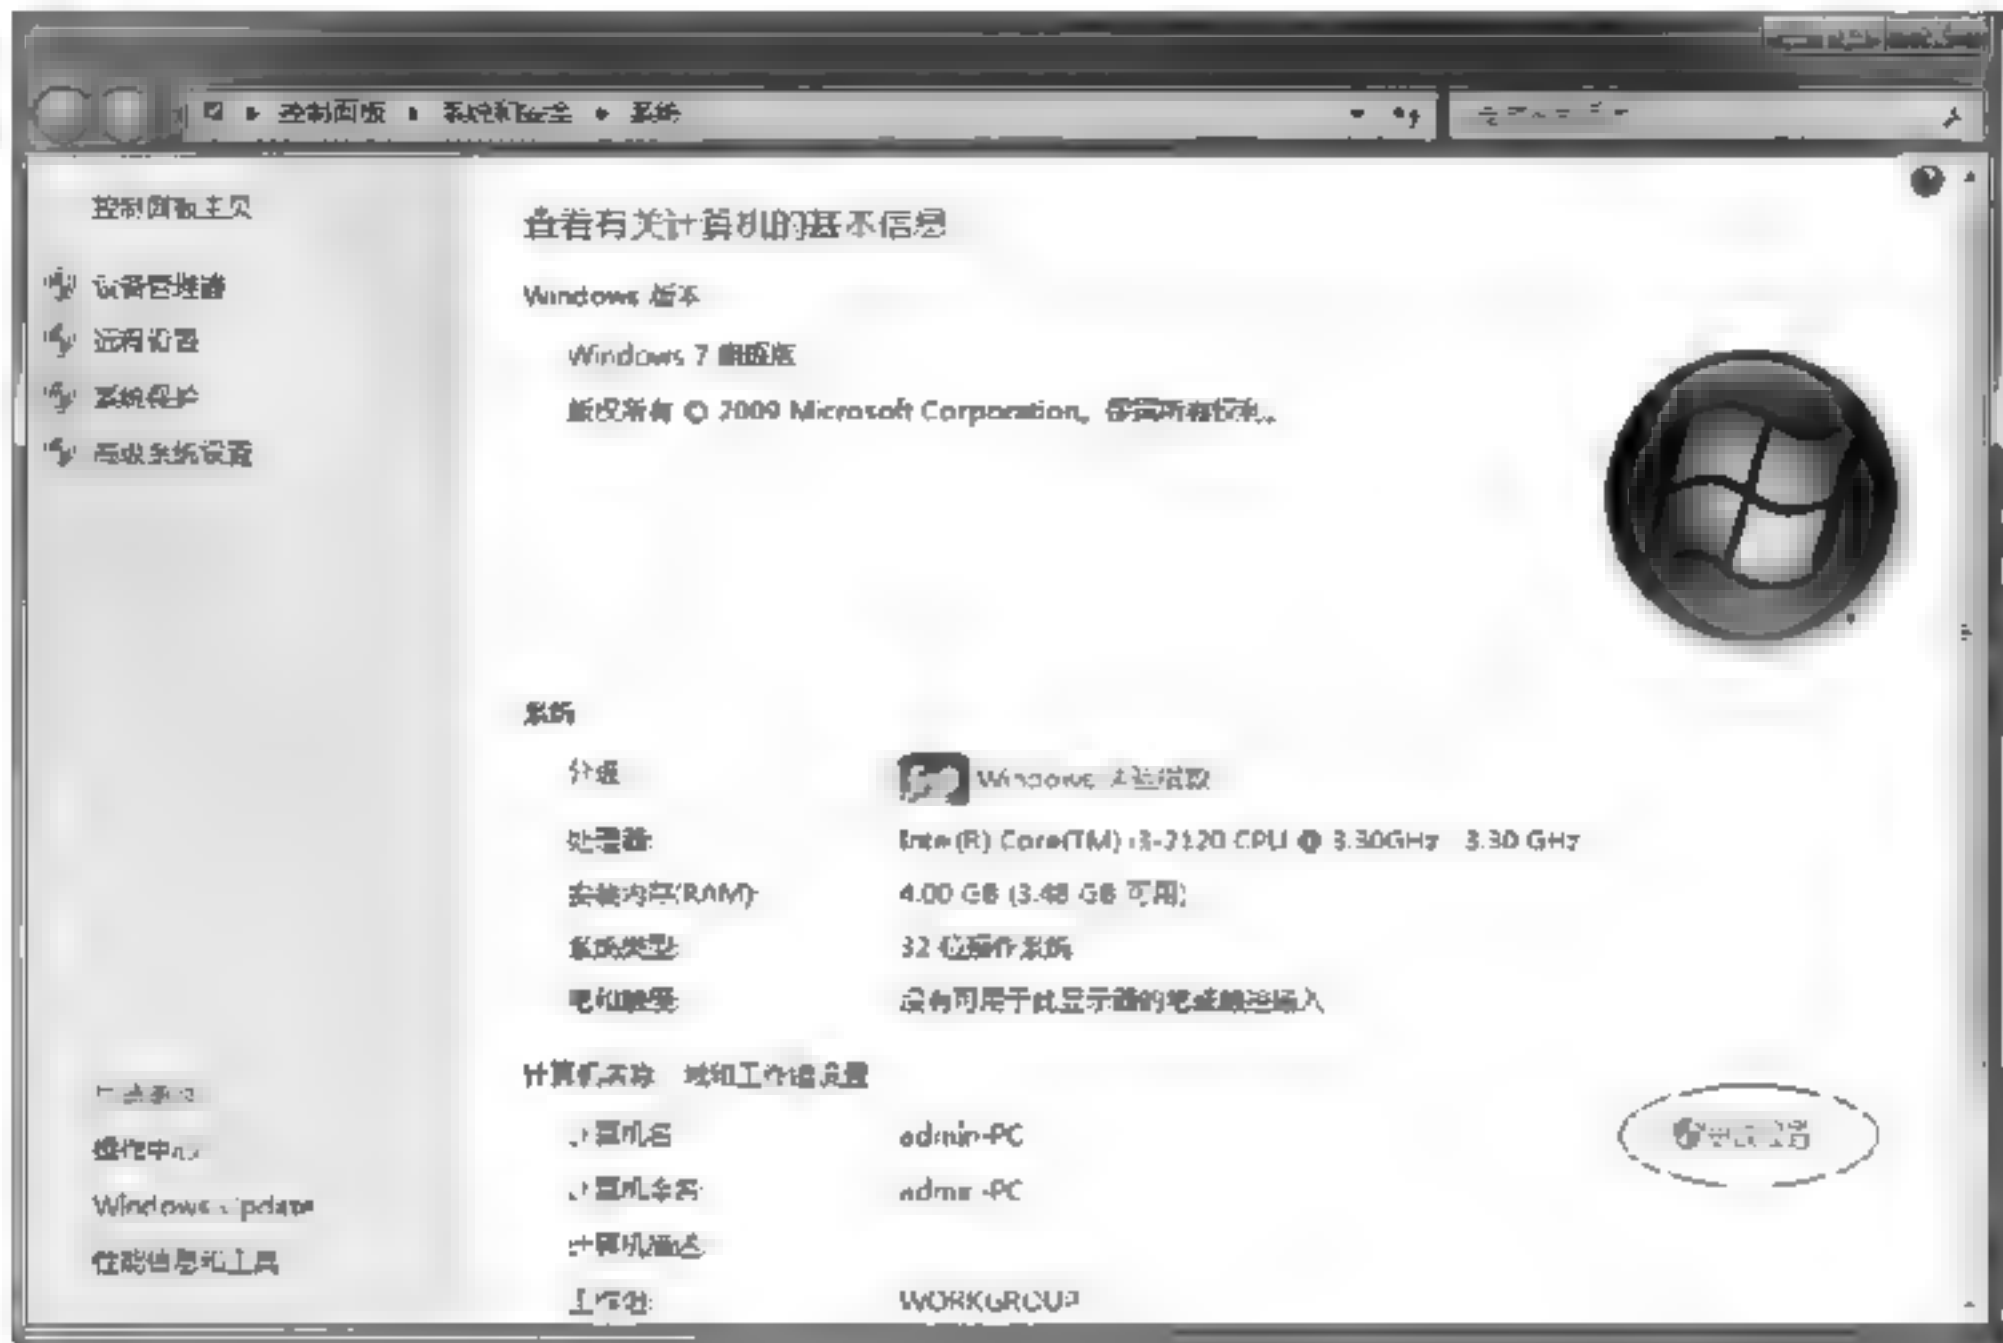 控制面板 系统和安全 系统
控制面板主页
设备管理器
远程设置
系统保护
高级系统设置
操作中心
Windows Update
性能信息和工具
查看有关计算机的基本信息
Windows 版本
Windows 7 旗舰版
版权所有 © 2009 Microsoft Corporation。保留所有权利。
系统
分级
Windows
处理器:
Intel(R) Core(TM) i3-2120 CPU @ 3.30GHz 3.30 GHz
安装内存(RAM):
4.00 GB (3.48 GB 可用)
系统类型:
32 位操作系统
笔和触摸:
没有可用于此显示器的笔或触控输入
计算机名称、域和工作组设置
计算机名
admin-PC
计算机全名:
admin-PC
计算机描述:
工作组:
WORKGROUP